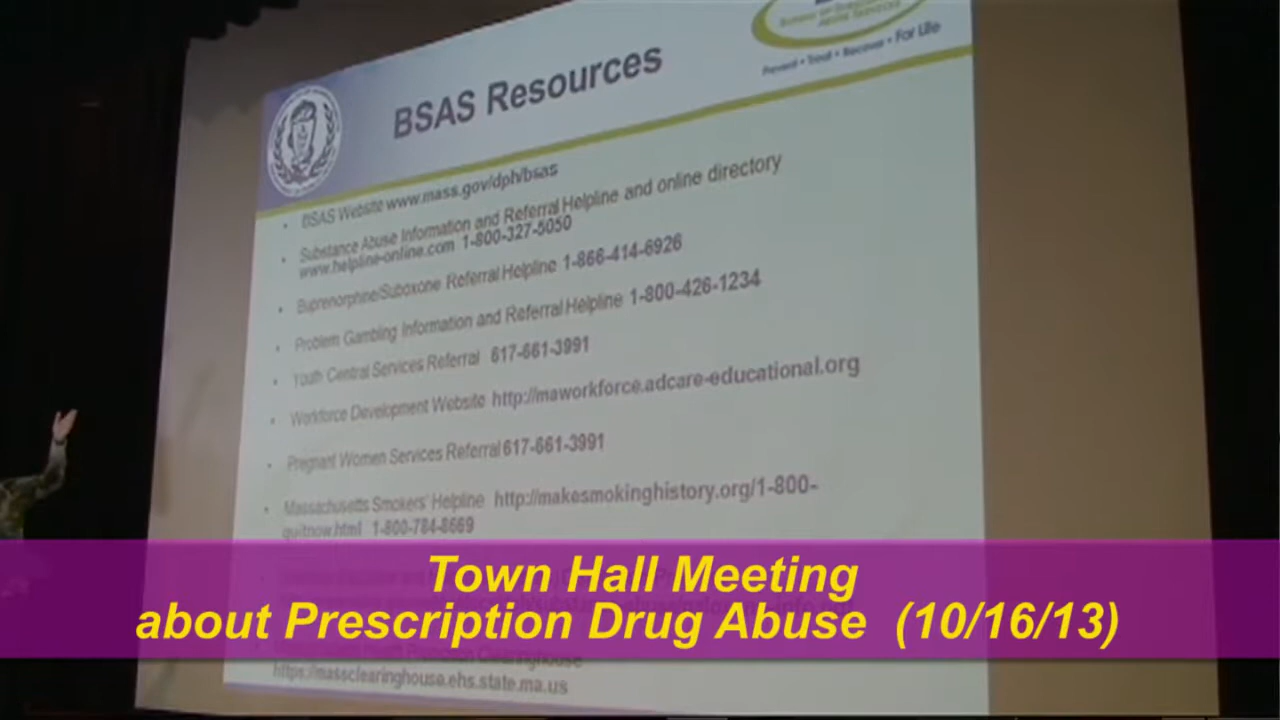 Prevent • Treat • Recover • For Life
BSAS Resources
• BSAS Website www.mass.gov/dph/bsas
• Substance Abuse Information and Referral Helpline and online directory
www.helpline-online.com 1-800-327-5050
• Buprenorphine/Suboxone Referral Helpline 1-866-414-6926
• Problem Gambling Information and Referral Helpline 1-800-426-1234
• Youth Central Services Referral 617-661-3991
• Workforce Development Website http://maworkforce.adcare-educational.org
• Pregnant Women Services Referral 617-661-3991
• Massachusetts Smokers' Helpline http://makesmokinghistory.org/1-800-
quitnow.html 1-800-784-8669
Town Hall Meeting
about Prescription Drug Abuse (10/16/13)
Clearinghouse
https://massclearinghouse.ehs.state.ma.us